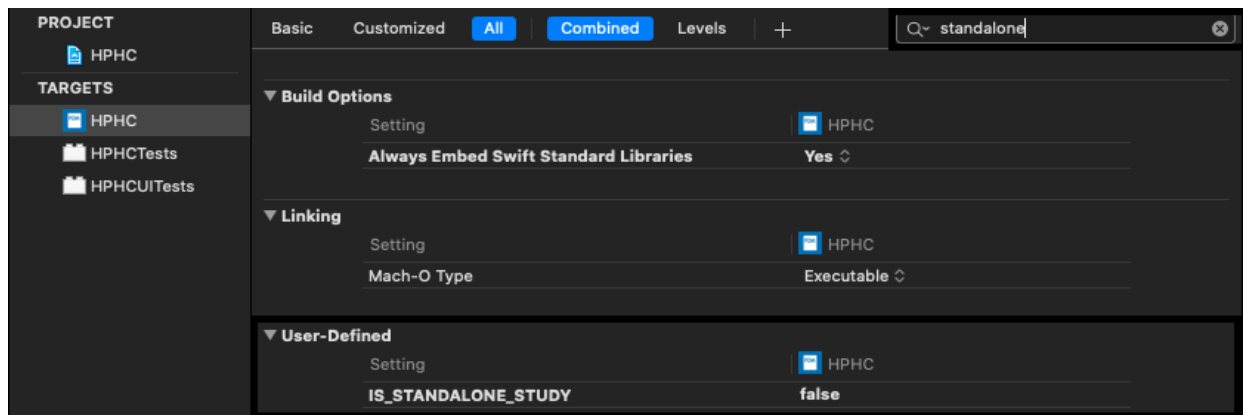 PROJECT
HPHC
TARGETS
HPHC
HPHCTests
HPHCUITests
Basic Customized All Combined Levels + standalone
Build Options
Setting HPHC
Always Embed Swift Standard Libraries Yes
Linking
Setting HPHC
Mach-O Type Executable
User-Defined
Setting HPHC
IS_STANDALONE_STUDY false